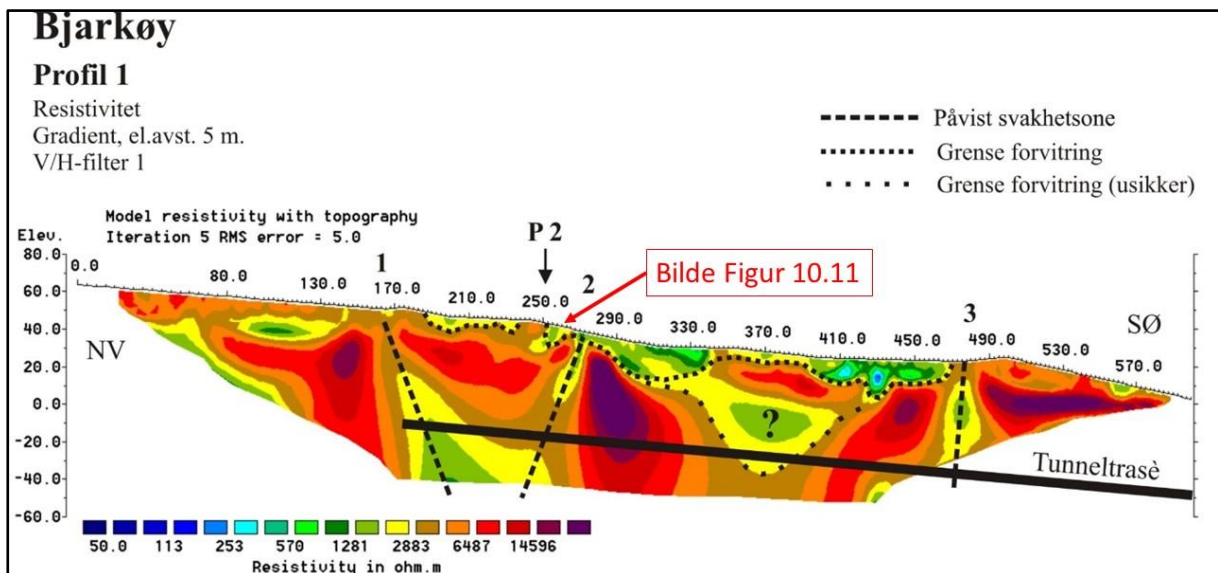 Bjarkøy
Profil 1
Resistivitet
Gradient, el.avst. 5 m.
V/H-filter 1
Påvist svakhetsone
Grense forvitring
Grense forvitring (usikker)
Model resistivity with topography
Iteration 5 RMS error = 5.0
Elev.
80.0
60.0
40.0
20.0
0.0
-20.0
-40.0
-60.0
0.0
80.0
130.0
170.0
210.0
250.0
290.0
330.0
370.0
410.0
450.0
490.0
530.0
570.0
1
P 2
2
Bilde Figur 10.11
3
NV
SØ
?
Tunneltrasè
50.0 113 253 570 1281 2883 6487 14596
Resistivity in ohm.m